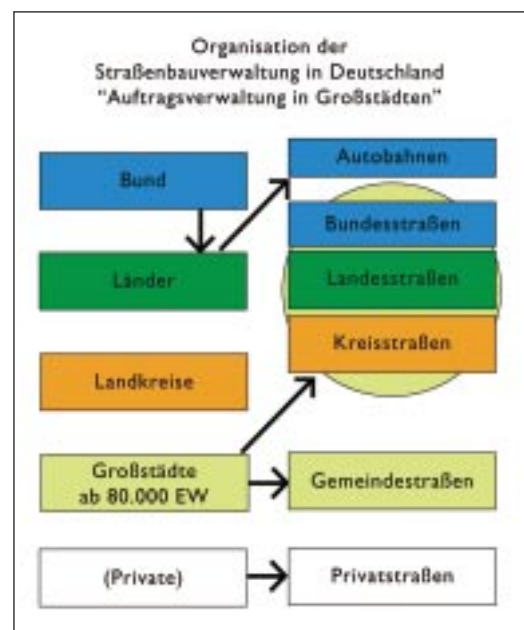 Organisation der
Straßenbauverwaltung in Deutschland
"Auftragsverwaltung in Großstädten"
Bund
Autobahnen
Bundesstraßen
Länder
Landesstraßen
Landkreise
Kreisstraßen
Großstädte
ab 80.000 EW
Gemeindestraßen
(Private)
Privatstraßen